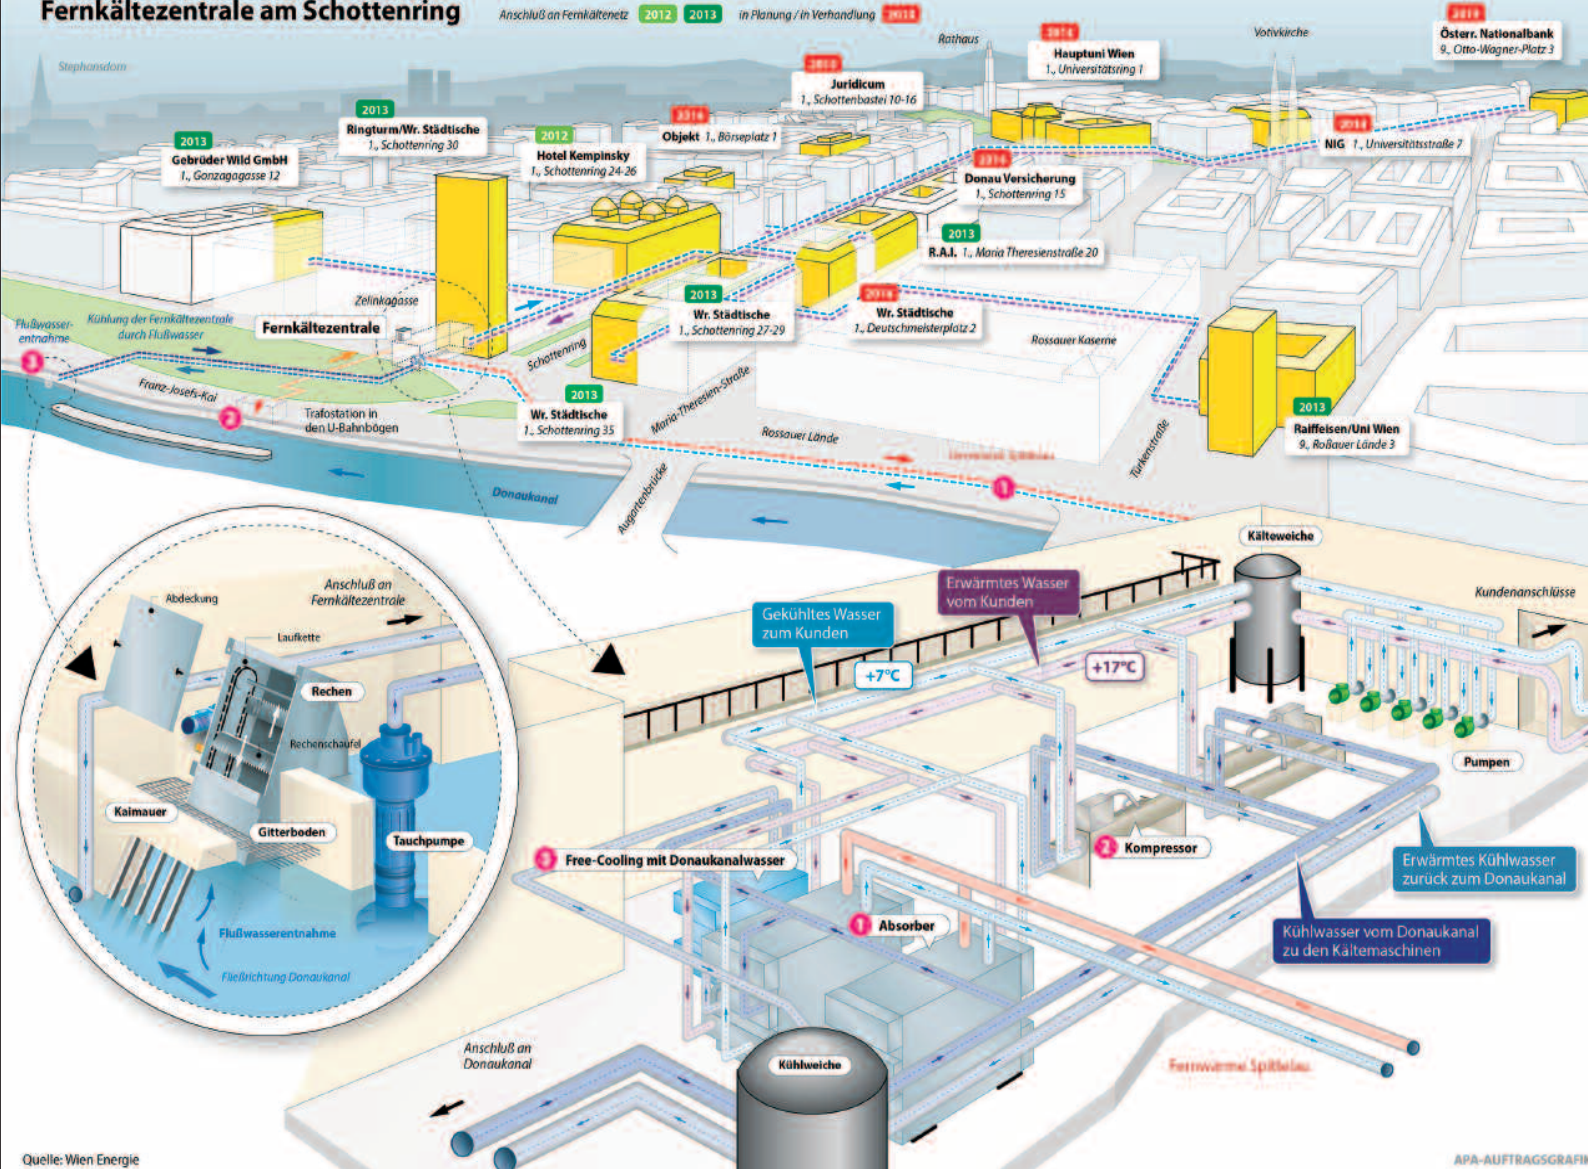 Fernkältezentrale am Schottenring
Anschluß an Fernkältenetz 2012 2013 in Planung / in Verhandlung
Stephansdom
Rathaus
Votivkirche
Österr. Nationalbank
9., Otto-Wagner-Platz 3
Hauptuni Wien
1., Universitätsring 1
Juridicum
1., Schottenbastei 10-16
2013
Ringturm/Wr. Städtische
1., Schottenring 30
2013
Gebrüder Wild GmbH
1., Gonzagagasse 12
2012
Hotel Kempinsky
1., Schottenring 24-26
Objekt 1., Börseplatz 1
NIG 1., Universitätsstraße 7
Donau Versicherung
1., Schottenring 15
2013
R.A.I. 1., Maria Theresienstraße 20
2013
Wr. Städtische
1., Schottenring 27-29
Wr. Städtische
1., Deutschmeisterplatz 2
Zelinkagasse
Fernkältezentrale
Flußwasser-
entnahme
Kühlung der Fernkältezentrale
durch Flußwasser
3
Franz-Josefs-Kai
2
Trafostation in
den U-Bahnbögen
Schottenring
2013
Wr. Städtische
1., Schottenring 35
Maria-Theresien-Straße
Rossauer Kaserne
Rossauer Lände
Türkenstraße
2013
Raiffeisen/Uni Wien
9., Roßauer Lände 3
1
Donaukanal
Augartenbrücke
Abdeckung
Anschluß an
Fernkältezentrale
Laufkette
Rechen
Rechenschaufel
Kaimauer
Gitterboden
Tauchpumpe
Flußwasserentnahme
Fließrichtung Donaukanal
Kälteweiche
Kundenanschlüsse
Gekühltes Wasser
zum Kunden
Erwärmtes Wasser
vom Kunden
+7°C
+17°C
Pumpen
3 Free-Cooling mit Donaukanalwasser
2 Kompressor
1 Absorber
Erwärmtes Kühlwasser
zurück zum Donaukanal
Kühlwasser vom Donaukanal
zu den Kältemaschinen
Anschluß an
Donaukanal
Kühlweiche
Fernwärme Spittelau
Quelle: Wien Energie
APA-AUFTRAGSGRAFIK